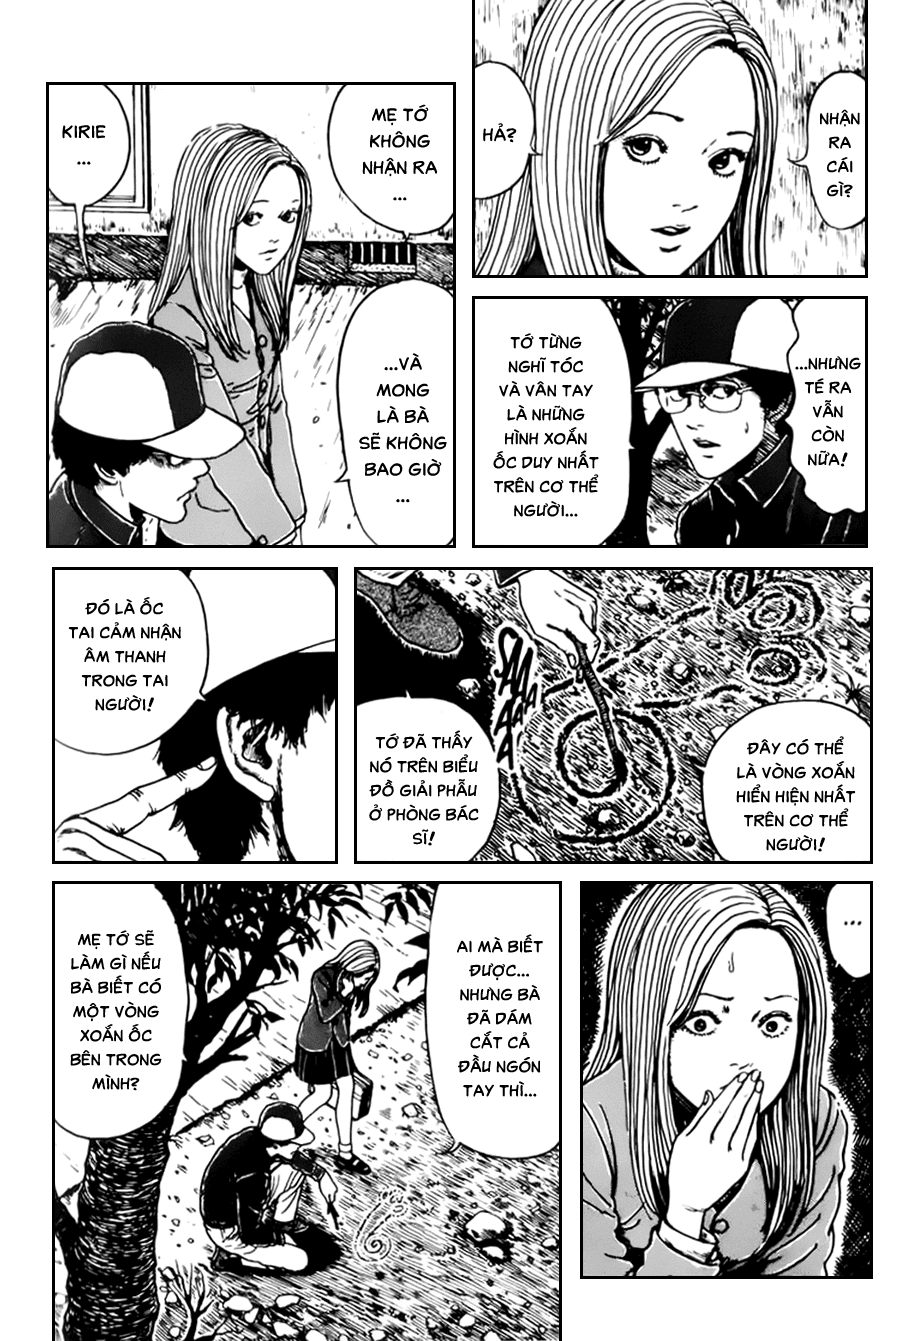 KIRIE
...
MẸ TỚ
KHÔNG
NHẬN RA
...
...VÀ
MONG
LÀ BÀ
SẼ KHÔNG
BAO GIỜ
...
HẢ?
NHẬN
RA
CÁI
GÌ?
TỚ TỪNG
NGHĨ TÓC
VÀ VÂN TAY
LÀ NHỮNG
HÌNH XOẮN
ỐC DUY NHẤT
TRÊN CƠ THỂ
NGƯỜI...
...NHƯNG
TÉ RA
VẪN
CÒN
NỮA!
ĐÓ LÀ ỐC
TAI CẢM NHẬN
ÂM THANH
TRONG TAI
NGƯỜI!
TỚ ĐÃ THẤY
NÓ TRÊN BIỂU
ĐỒ GIẢI PHẪU
Ở PHÒNG BÁC
SĨ!
SAAAAAAA
ĐÂY CÓ THỂ
LÀ VÒNG XOẮN
HIỂN HIỆN NHẤT
TRÊN CƠ THỂ
NGƯỜI!
MẸ TỚ SẼ
LÀM GÌ NẾU
BÀ BIẾT CÓ
MỘT VÒNG
XOẮN ỐC
BÊN TRONG
MÌNH?
AI MÀ BIẾT
ĐƯỢC...
NHƯNG BÀ
ĐÃ DÁM
CẮT CẢ
ĐẦU NGÓN
TAY THÌ...
...